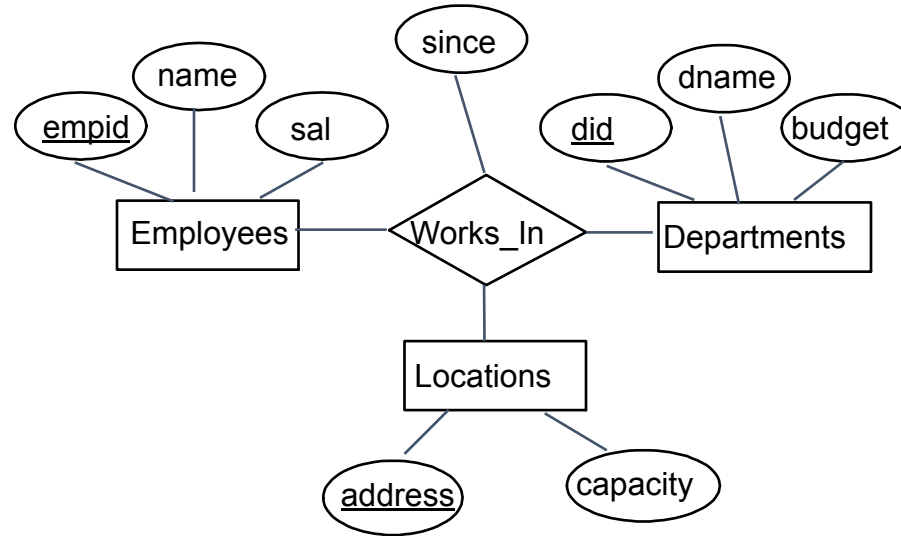 since
name
dname
empid
sal
did
budget
Employees
Works_In
Departments
Locations
address
capacity